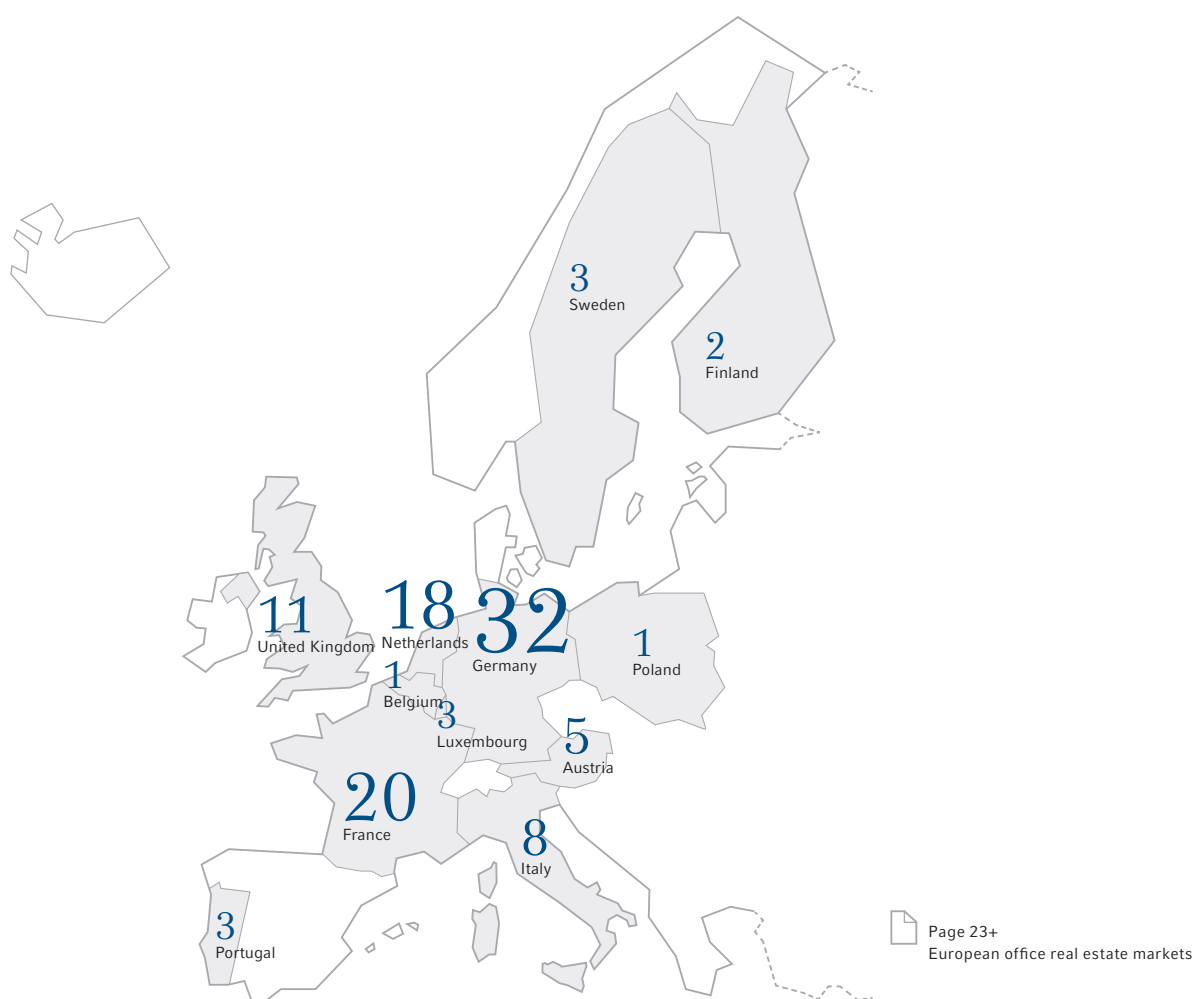 3
Sweden
2
Finland
11
United Kingdom
18
Netherlands
32
Germany
1
Poland
1
Belgium
3
Luxembourg
5
Austria
20
France
8
Italy
3
Portugal
Page 23+
European office real estate markets